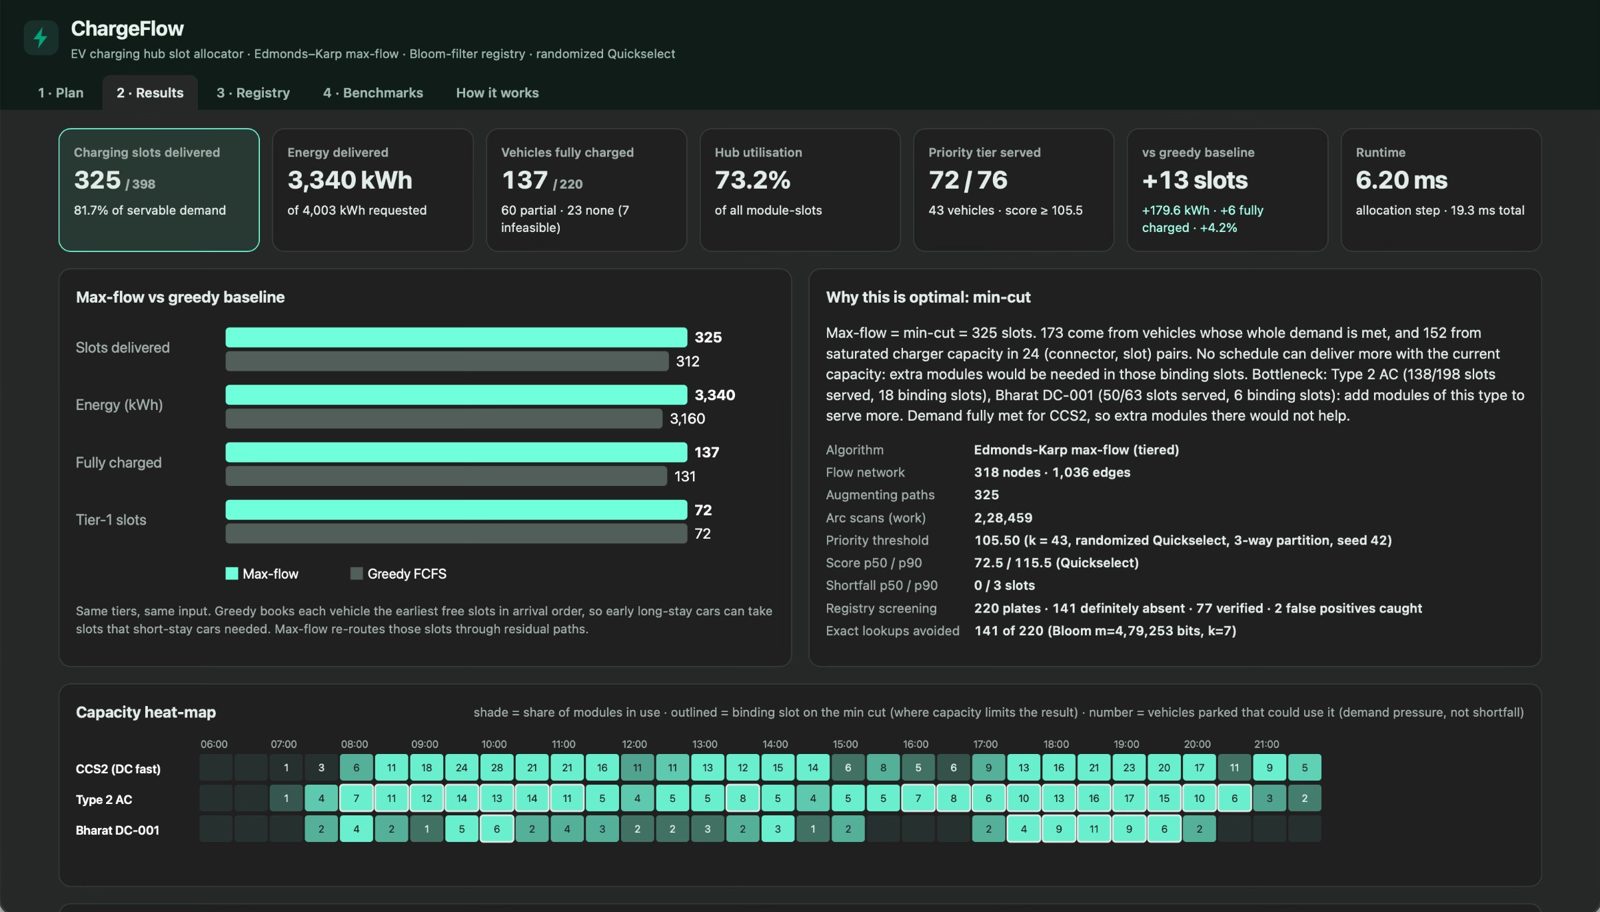 ChargeFlow
EV charging hub slot allocator · Edmonds–Karp max-flow · Bloom-filter registry · randomized Quickselect
1 · Plan
2 · Results
3 · Registry
4 · Benchmarks
How it works
Charging slots delivered
325 / 398
81.7% of servable demand
Energy delivered
3,340 kWh
of 4,003 kWh requested
Vehicles fully charged
137 / 220
60 partial · 23 none (7
infeasible)
Hub utilisation
73.2%
of all module-slots
Priority tier served
72 / 76
43 vehicles · score ≥ 105.5
vs greedy baseline
+13 slots
+179.6 kWh · +6 fully
charged · +4.2%
Runtime
6.20 ms
allocation step · 19.3 ms total
Max-flow vs greedy baseline
Slots delivered
325
312
Energy (kWh)
3,340
3,160
Fully charged
137
131
Tier-1 slots
72
72
Max-flow
Greedy FCFS
Same tiers, same input. Greedy books each vehicle the earliest free slots in arrival order, so early long-stay cars can take
slots that short-stay cars needed. Max-flow re-routes those slots through residual paths.
Why this is optimal: min-cut
Max-flow = min-cut = 325 slots. 173 come from vehicles whose whole demand is met, and 152 from
saturated charger capacity in 24 (connector, slot) pairs. No schedule can deliver more with the current
capacity: extra modules would be needed in those binding slots. Bottleneck: Type 2 AC (138/198 slots
served, 18 binding slots), Bharat DC-001 (50/63 slots served, 6 binding slots): add modules of this type to
serve more. Demand fully met for CCS2, so extra modules there would not help.
Algorithm Edmonds-Karp max-flow (tiered)
Flow network 318 nodes · 1,036 edges
Augmenting paths 325
Arc scans (work) 2,28,459
Priority threshold 105.50 (k = 43, randomized Quickselect, 3-way partition, seed 42)
Score p50 / p90 72.5 / 115.5 (Quickselect)
Shortfall p50 / p90 0 / 3 slots
Registry screening 220 plates · 141 definitely absent · 77 verified · 2 false positives caught
Exact lookups avoided 141 of 220 (Bloom m=4,79,253 bits, k=7)
Capacity heat-map
shade = share of modules in use · outlined = binding slot on the min cut (where capacity limits the result) · number = vehicles parked that could use it (demand pressure, not shortfall)
06:00 07:00 08:00 09:00 10:00 11:00 12:00 13:00 14:00 15:00 16:00 17:00 18:00 19:00 20:00 21:00
CCS2 (DC fast) 1 3 6 11 18 24 28 21 21 16 11 11 13 12 15 14 6 8 5 6 9 13 16 21 23 20 17 11 9 5
Type 2 AC 1 4 7 11 12 14 13 14 11 5 4 5 5 8 5 4 5 5 7 8 6 10 13 16 17 15 10 6 3 2
Bharat DC-001 2 4 2 1 5 6 2 4 3 2 2 3 2 3 1 2 2 4 9 11 9 6 2